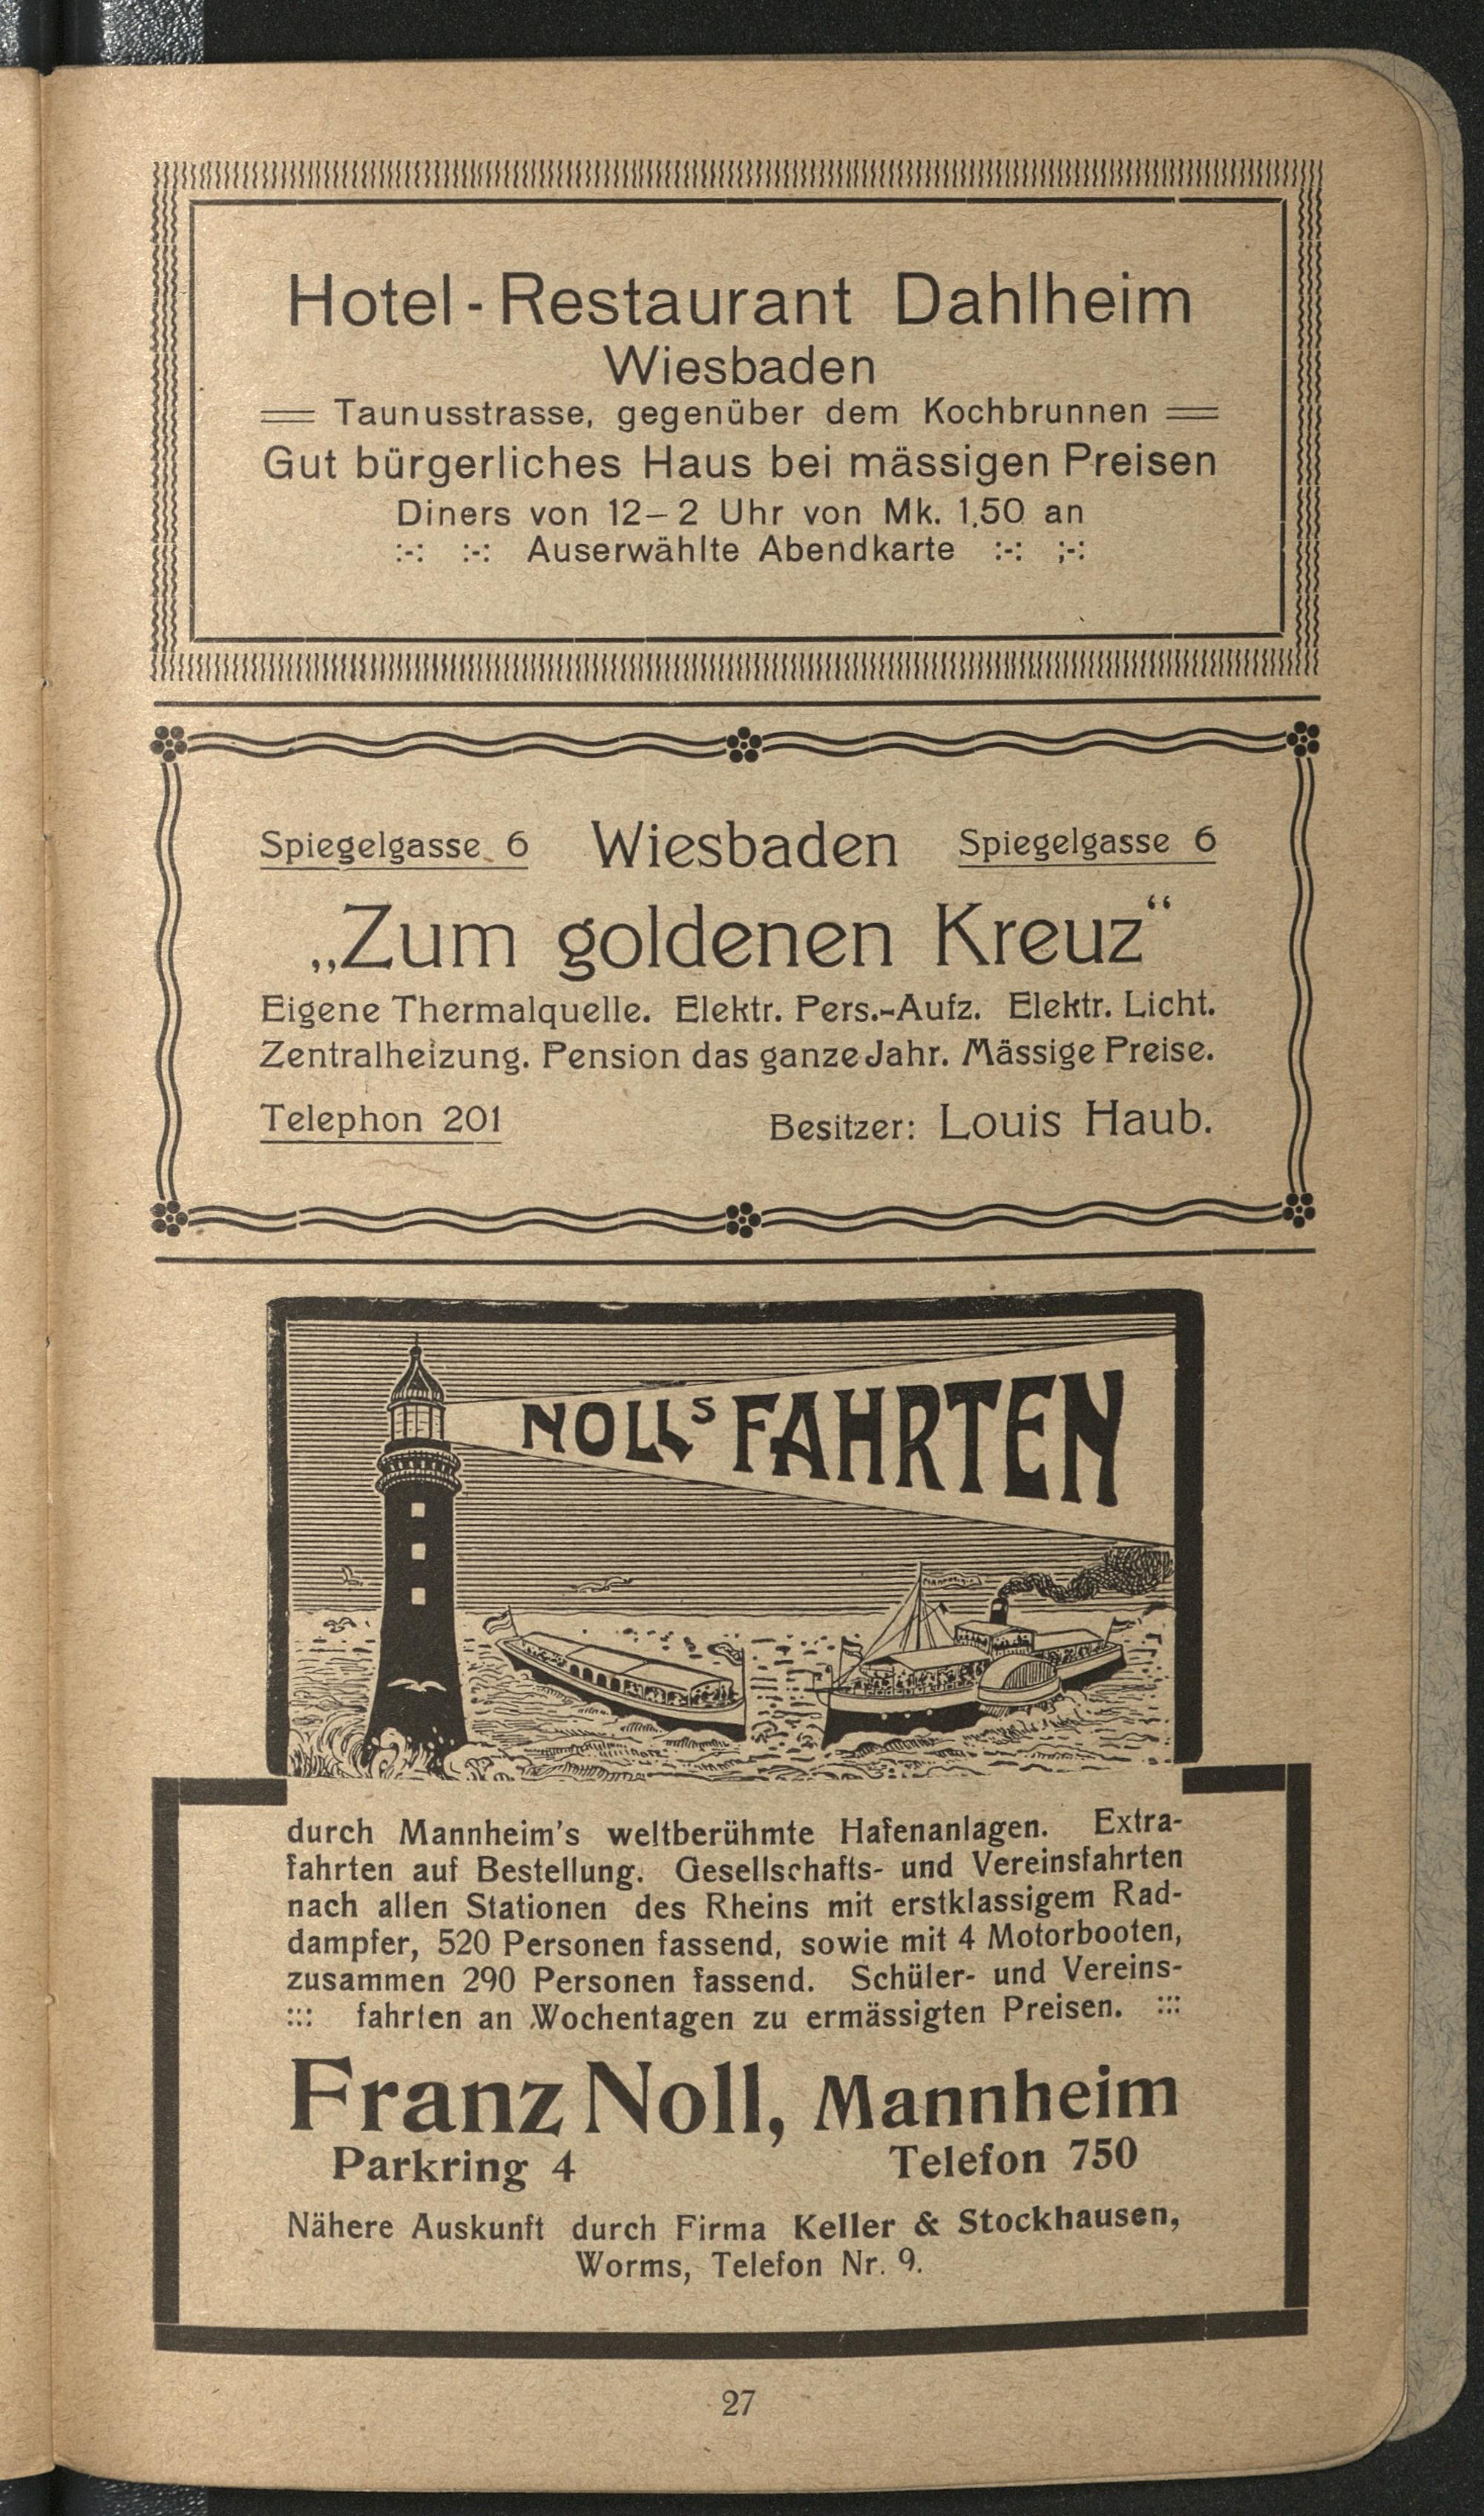 Hotel-Restaurant Dahlheim
Wiesbaden
Taunusstrasse, gegenüber dem Kochbrunnen
Gut bürgerliches Haus bei mässigen Preisen
Diners von 12–2 Uhr von Mk. 1,50 an
:-: :-: Auserwählte Abendkarte :-: ;-:
Spiegelgasse 6 Wiesbaden Spiegelgasse 6
„Zum goldenen Kreuz“
Eigene Thermalquelle. Elektr. Pers.-Aufz. Elektr. Licht.
Zentralheizung. Pension das ganze Jahr. Mässige Preise.
Telephon 201 Besitzer: Louis Haub.
NOLLS FAHRTEN
durch Mannheim's weltberühmte Hafenanlagen. Extra-
fahrten auf Bestellung. Gesellschafts- und Vereinsfahrten
nach allen Stationen des Rheins mit erstklassigem Rad-
dampfer, 520 Personen fassend, sowie mit 4 Motorbooten,
zusammen 290 Personen fassend. Schüler- und Vereins-
::: fahrten an Wochentagen zu ermässigten Preisen. :::
Franz Noll, Mannheim
Parkring 4 Telefon 750
Nähere Auskunft durch Firma Keller & Stockhausen,
Worms, Telefon Nr. 9.
27